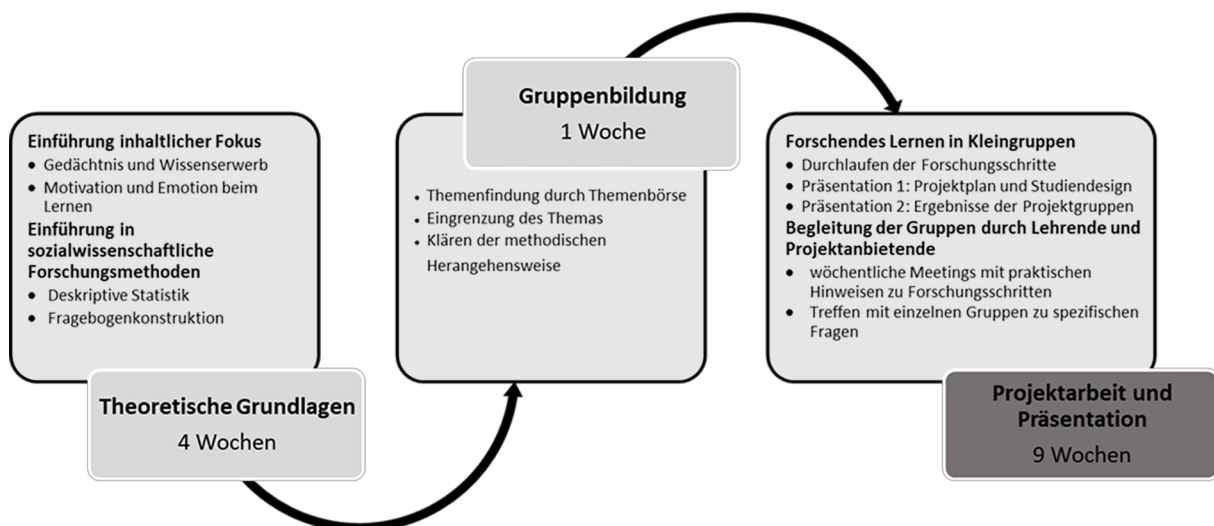 Einführung inhaltlicher Fokus
• Gedächtnis und Wissenserwerb
• Motivation und Emotion beim
Lernen
Einführung in
sozialwissenschaftliche
Forschungsmethoden
• Deskriptive Statistik
• Fragebogenkonstruktion
Theoretische Grundlagen
4 Wochen
Gruppenbildung
1 Woche
• Themenfindung durch Themenbörse
• Eingrenzung des Themas
• Klären der methodischen
Herangehensweise
Forschendes Lernen in Kleingruppen
• Durchlaufen der Forschungsschritte
• Präsentation 1: Projektplan und Studiendesign
• Präsentation 2: Ergebnisse der Projektgruppen
Begleitung der Gruppen durch Lehrende und
Projektanbietende
• wöchentliche Meetings mit praktischen
Hinweisen zu Forschungsschritten
• Treffen mit einzelnen Gruppen zu spezifischen
Fragen
Projektarbeit und
Präsentation
9 Wochen